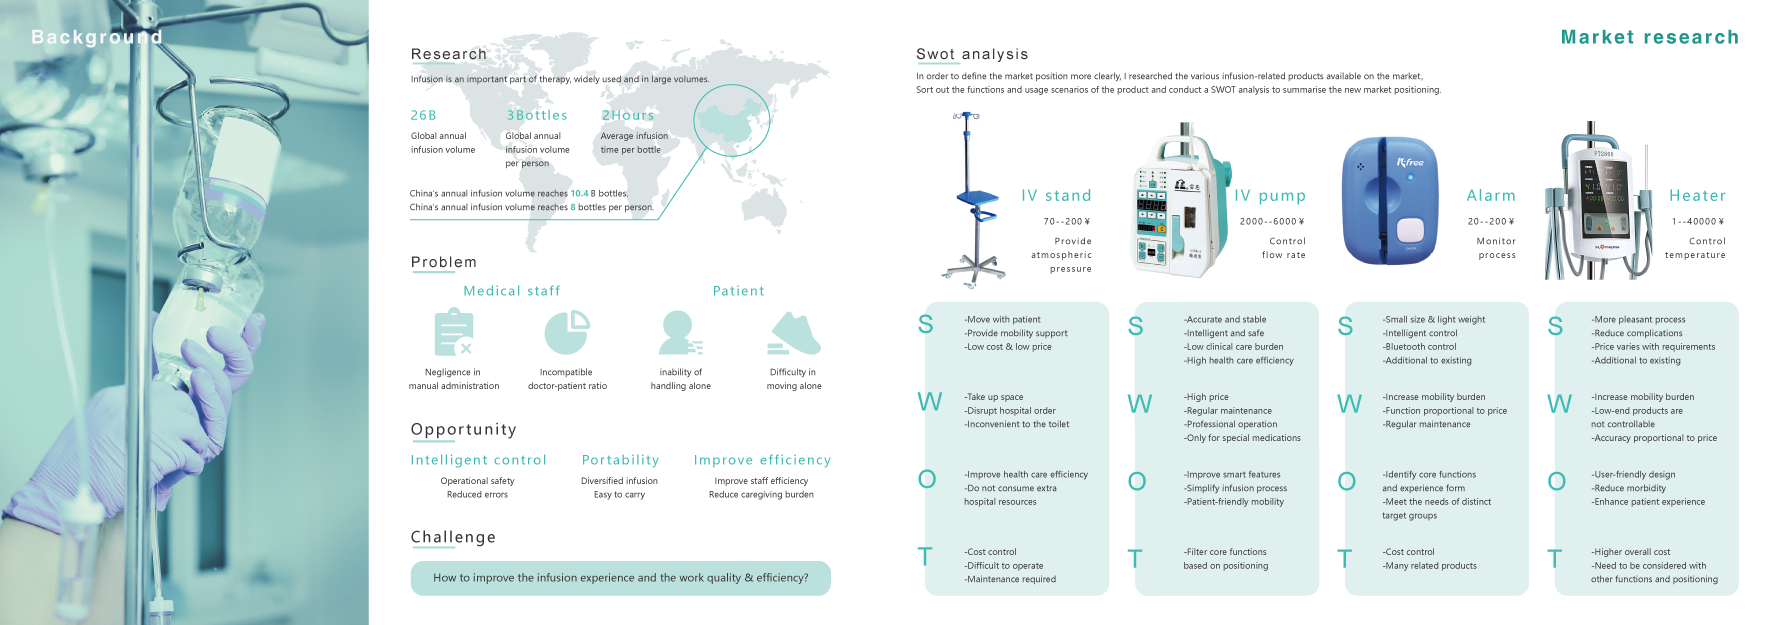 Background
Research
Infusion is an important part of therapy, widely used and in large volumes.
26B
Global annual
infusion volume
3Bottles
Global annual
infusion volume
per person
2Hours
Average infusion
time per bottle
China's annual infusion volume reaches 10.4 B bottles.
China's annual infusion volume reaches 8 bottles per person.
Problem
Medical staff
Patient
Negligence in
manual administration
Incompatible
doctor-patient ratio
inability of
handling alone
Difficulty in
moving alone
Opportunity
Intelligent control
Operational safety
Reduced errors
Portability
Diversified infusion
Easy to carry
Improve efficiency
Improve staff efficiency
Reduce caregiving burden
Challenge
How to improve the infusion experience and the work quality & efficiency?
Market research
Swot analysis
In order to define the market position more clearly, I researched the various infusion-related products available on the market,
Sort out the functions and usage scenarios of the product and conduct a SWOT analysis to summarise the new market positioning.
IV stand
70--200¥
Provide
atmospheric
pressure
IV pump
2000--6000¥
Control
flow rate
Kfree
Alarm
20--200¥
Monitor
process
FT2800
Heater
1--40000¥
Control
temperature
S
-Move with patient
-Provide mobility support
-Low cost & low price
W
-Take up space
-Disrupt hospital order
-Inconvenient to the toilet
O
-Improve health care efficiency
-Do not consume extra
hospital resources
T
-Cost control
-Difficult to operate
-Maintenance required
S
-Accurate and stable
-Intelligent and safe
-Low clinical care burden
-High health care efficiency
W
-High price
-Regular maintenance
-Professional operation
-Only for special medications
O
-Improve smart features
-Simplify infusion process
-Patient-friendly mobility
T
-Filter core functions
based on positioning
S
-Small size & light weight
-Intelligent control
-Bluetooth control
-Additional to existing
W
-Increase mobility burden
-Function proportional to price
-Regular maintenance
O
-Identify core functions
and experience form
-Meet the needs of distinct
target groups
T
-Cost control
-Many related products
S
-More pleasant process
-Reduce complications
-Price varies with requirements
-Additional to existing
W
-Increase mobility burden
-Low-end products are
not controllable
-Accuracy proportional to price
O
-User-friendly design
-Reduce morbidity
-Enhance patient experience
T
-Higher overall cost
-Need to be considered with
other functions and positioning